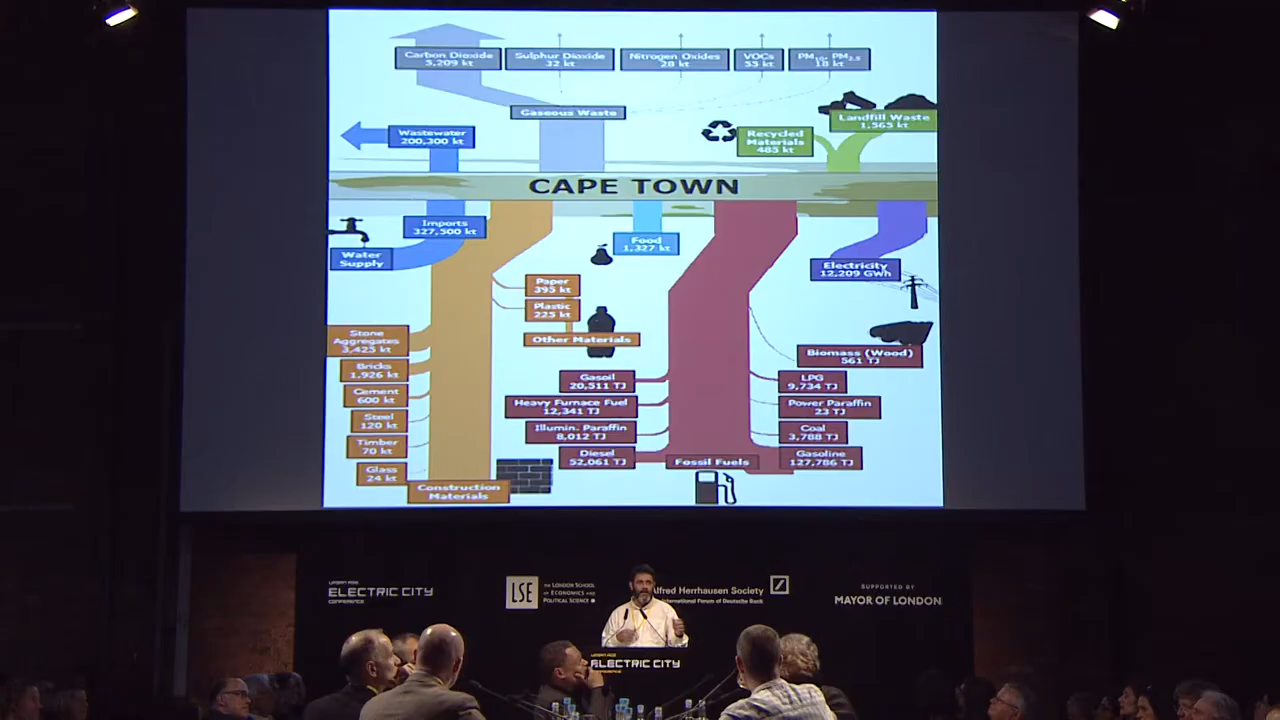 Carbon Dioxide
5,209 kt
Sulphur Dioxide
32 kt
Nitrogen Oxides
28 kt
VOCs
55 kt
PM10, PM2.5
18 kt
Gaseous Waste
Wastewater
200,300 kt
Recycled
Materials
485 kt
Landfill Waste
1,565 kt
CAPE TOWN
Imports
327,500 kt
Water
Supply
Food
1,327 kt
Electricity
12,209 GWh
Paper
395 kt
Plastic
225 kt
Other Materials
Stone
Aggregates
3,425 kt
Bricks
1,926 kt
Cement
600 kt
Steel
120 kt
Timber
70 kt
Glass
24 kt
Construction
Materials
Biomass (Wood)
561 TJ
Gasoil
20,511 TJ
LPG
9,734 TJ
Heavy Furnace Fuel
12,341 TJ
Power Paraffin
23 TJ
Illumin. Paraffin
8,012 TJ
Coal
3,788 TJ
Diesel
52,061 TJ
Fossil Fuels
Gasoline
127,786 TJ
URBAN AGE
ELECTRIC CITY
CONFERENCE
LSE
THE LONDON SCHOOL
OF ECONOMICS AND
POLITICAL SCIENCE
Alfred Herrhausen Society
International Forum of Deutsche Bank
SUPPORTED BY
MAYOR OF LONDON
URBAN AGE
ELECTRIC CITY
CONFERENCE